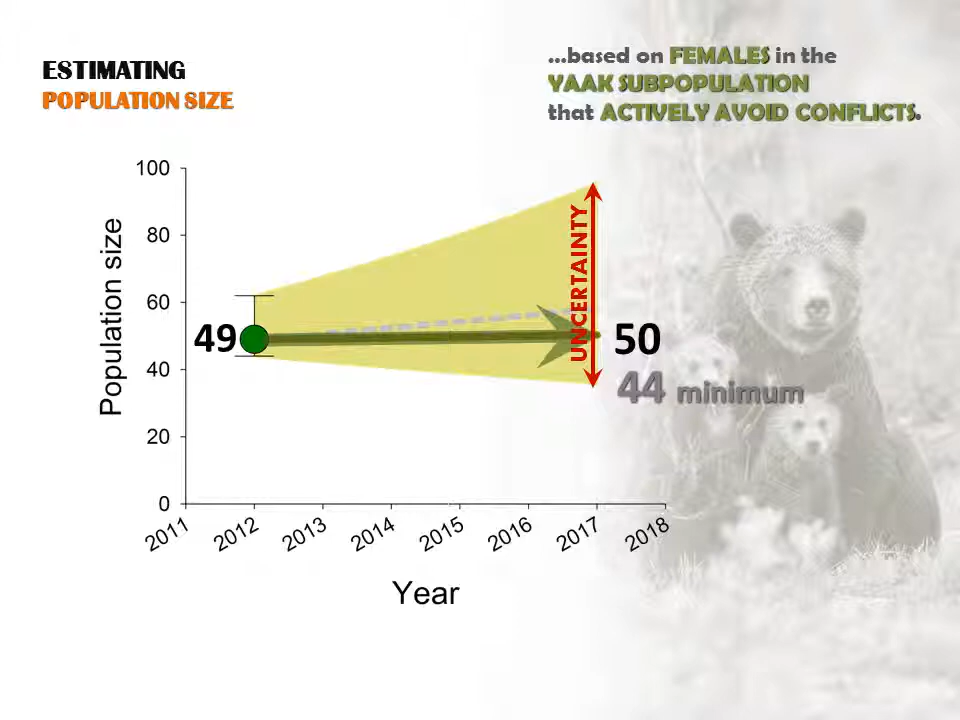 ESTIMATING
POPULATION SIZE
...based on FEMALES in the
YAAK SUBPOPULATION
that ACTIVELY AVOID CONFLICTS.
100
80
60
40
20
0
Population size
49
UNCERTAINTY
50
44 minimum
2011
2012
2013
2014
2015
2016
2017
2018
Year